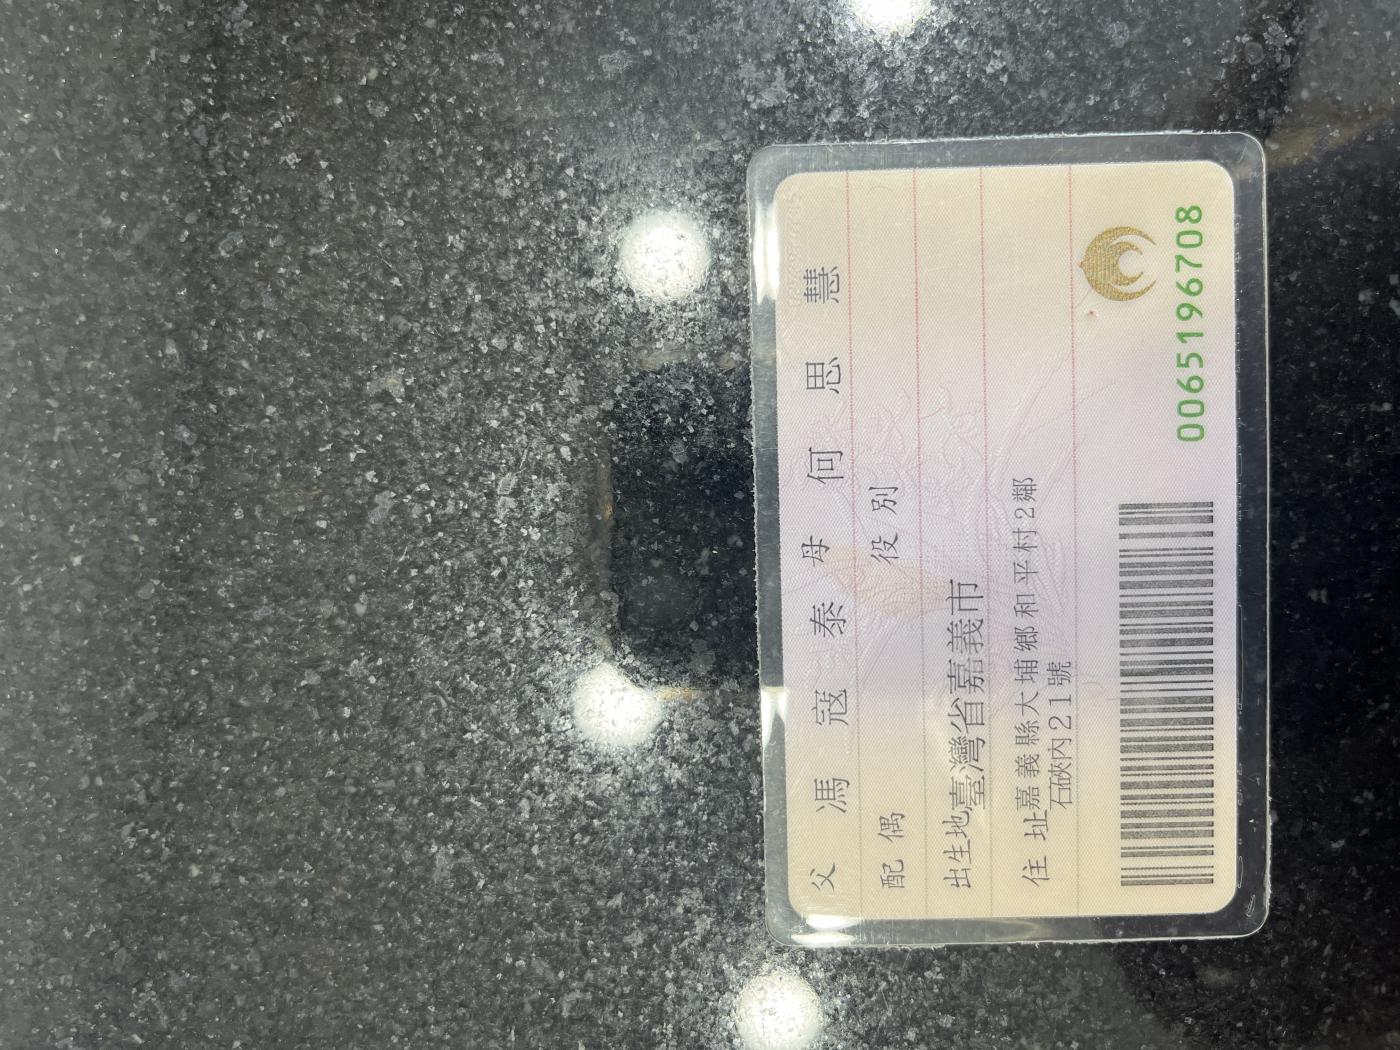 父 馮 寇 泰 母 何 思 慧
配偶 役別
出生地臺灣省嘉義市
住址嘉義縣大埔鄉和平村2鄰
石硤內21號
0065196708